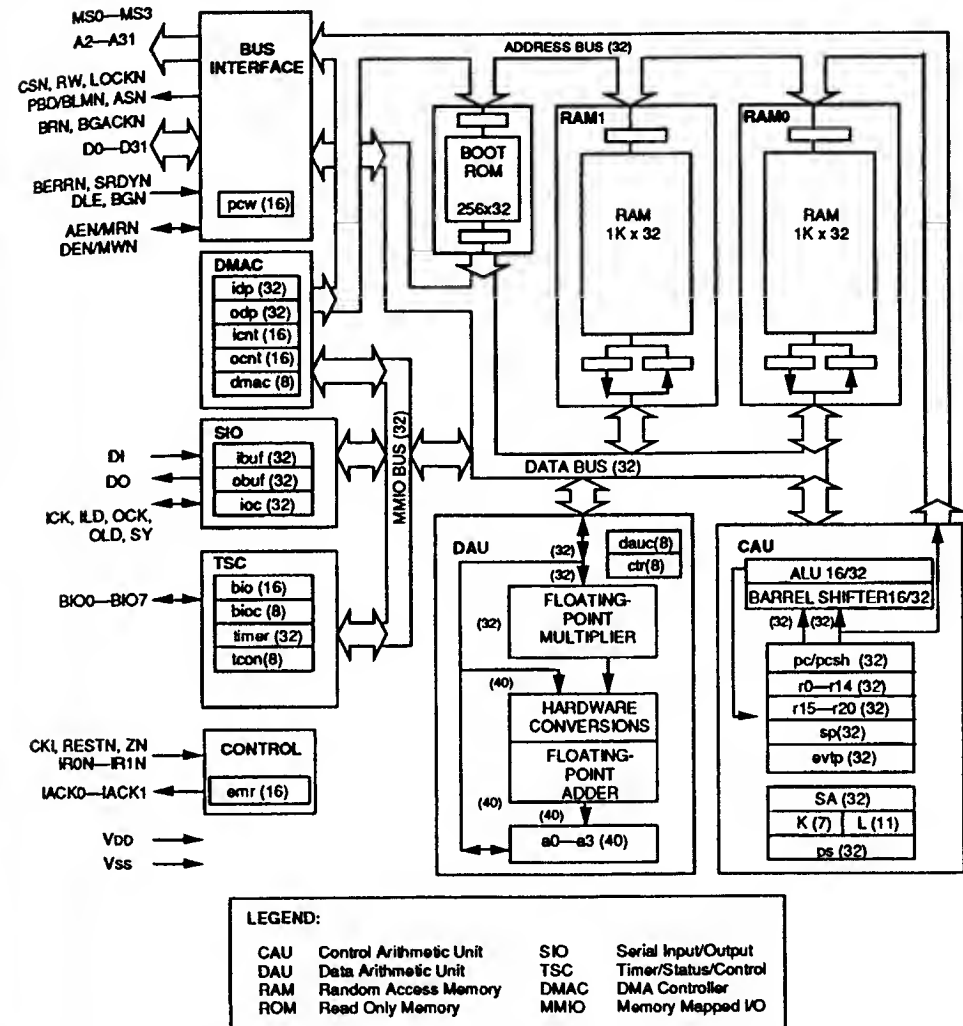 MS0—MS3
A2—A31
CSN, RW, LOCKN
PBD/BLMN, ASN
BRN, BGACKN
D0—D31
BERRN, SRDYN
DLE, BGN
AEN/MRN
DEN/MWN
BUS
INTERFACE
pcw (16)
ADDRESS BUS (32)
BOOT
ROM
256x32
RAM1
RAM
1K x 32
RAM0
RAM
1K x 32
DMAC
idp (32)
odp (32)
icnt (16)
ocnt (16)
dmac (8)
MMIO BUS (32)
DATA BUS (32)
DI
DO
ICK, ILD, OCK,
OLD, SY
SIO
ibuf (32)
obuf (32)
ioc (32)
BIO0—BIO7
TSC
bio (16)
bioc (8)
timer (32)
tcon(8)
CKI, RESTN, ZN
IR0N—IR1N
IACK0—IACK1
CONTROL
emr (16)
VDD
VSS
DAU
(32)
dauc(8)
ctr(8)
(32)
FLOATING-
POINT
MULTIPLIER
(32)
(40)
HARDWARE
CONVERSIONS
FLOATING-
POINT
ADDER
(40)
(40)
a0—a3 (40)
CAU
ALU 16/32
BARREL SHIFTER16/32
(32)
(32)
pc/pcsh (32)
r0—r14 (32)
r15—r20 (32)
sp(32)
evtp (32)
SA (32)
K (7)
L (11)
ps (32)
LEGEND:
CAU Control Arithmetic Unit
DAU Data Arithmetic Unit
RAM Random Access Memory
ROM Read Only Memory
SIO Serial Input/Output
TSC Timer/Status/Control
DMAC DMA Controller
MMIO Memory Mapped I/O